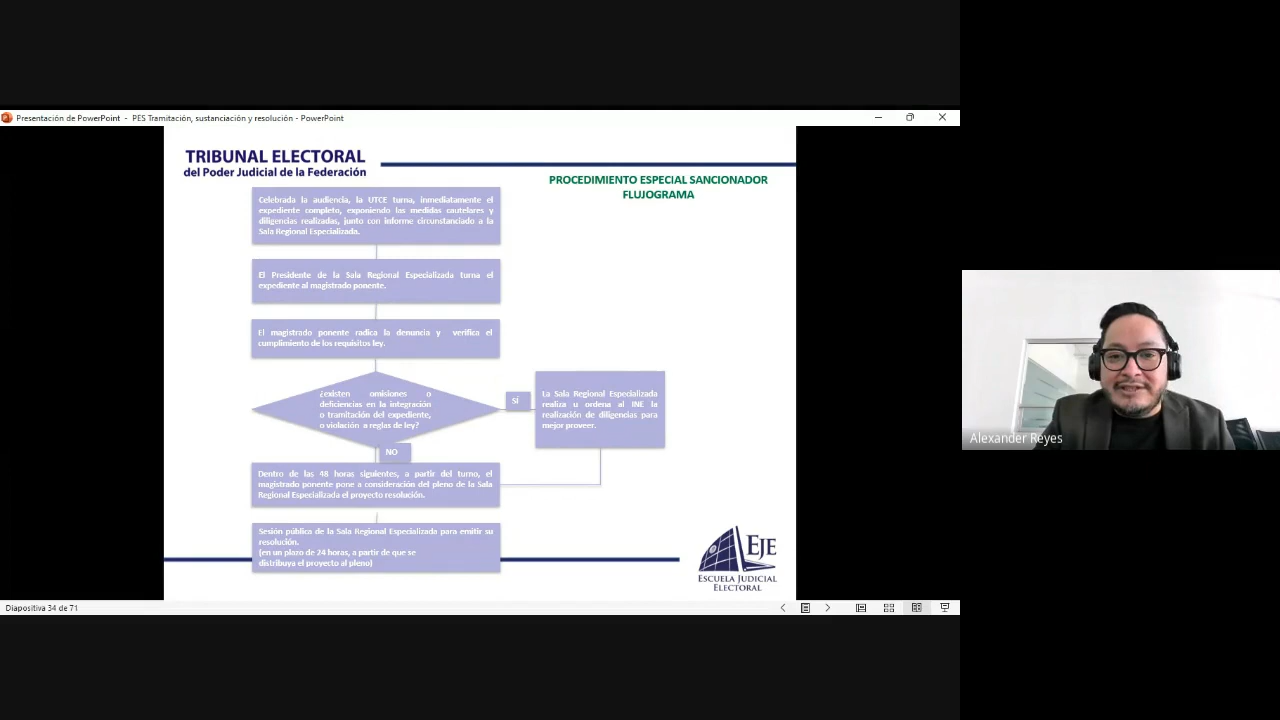 Presentación de PowerPoint - PES Tramitación, sustanciación y resolución - PowerPoint
TRIBUNAL ELECTORAL
del Poder Judicial de la Federación
PROCEDIMIENTO ESPECIAL SANCIONADOR
FLUJOGRAMA
Celebrada la audiencia, la UTCE turna, inmediatamente el
expediente completo, exponiendo las medidas cautelares y
diligencias realizadas, junto con informe circunstanciado a la
Sala Regional Especializada.
El Presidente de la Sala Regional Especializada turna el
expediente al magistrado ponente.
El magistrado ponente radica la denuncia y verifica el
cumplimiento de los requisitos ley.
¿existen omisiones o
deficiencias en la integración
o tramitación del expediente,
o violación a reglas de ley?
SÍ
La Sala Regional Especializada
realiza u ordena al INE la
realización de diligencias para
mejor proveer.
NO
Dentro de las 48 horas siguientes, a partir del turno, el
magistrado ponente pone a consideración del pleno de la Sala
Regional Especializada el proyecto resolución.
Sesión pública de la Sala Regional Especializada para emitir su
resolución.
(en un plazo de 24 horas, a partir de que se
distribuya el proyecto al pleno)
EJE
ESCUELA JUDICIAL
ELECTORAL
Diapositiva 34 de 71
Alexander Reyes